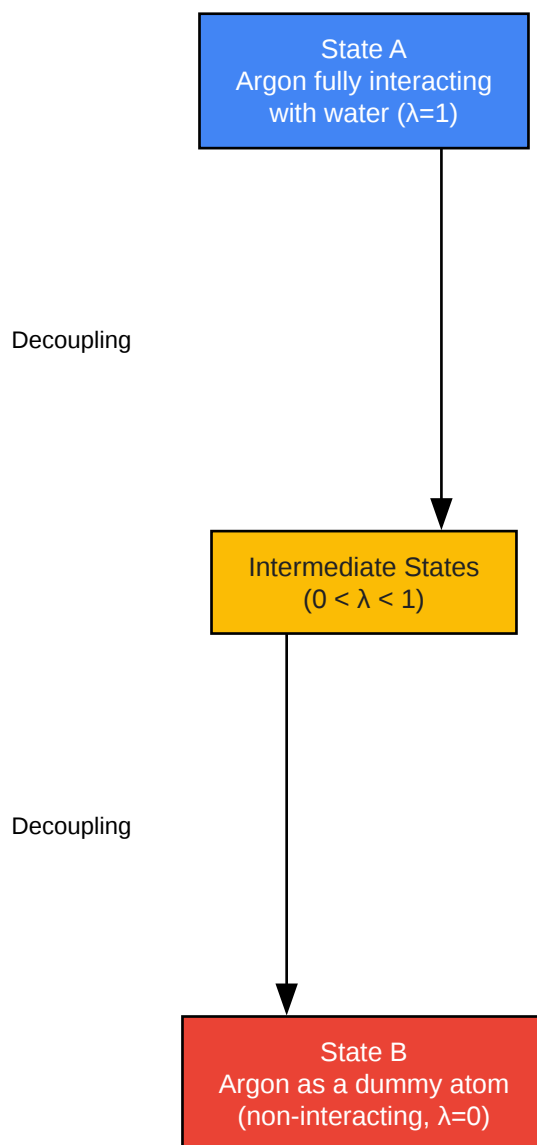 State A
Argon fully interacting
with water (λ=1)
Decoupling
Intermediate States
(0 < λ < 1)
Decoupling
State B
Argon as a dummy atom
(non-interacting, λ=0)